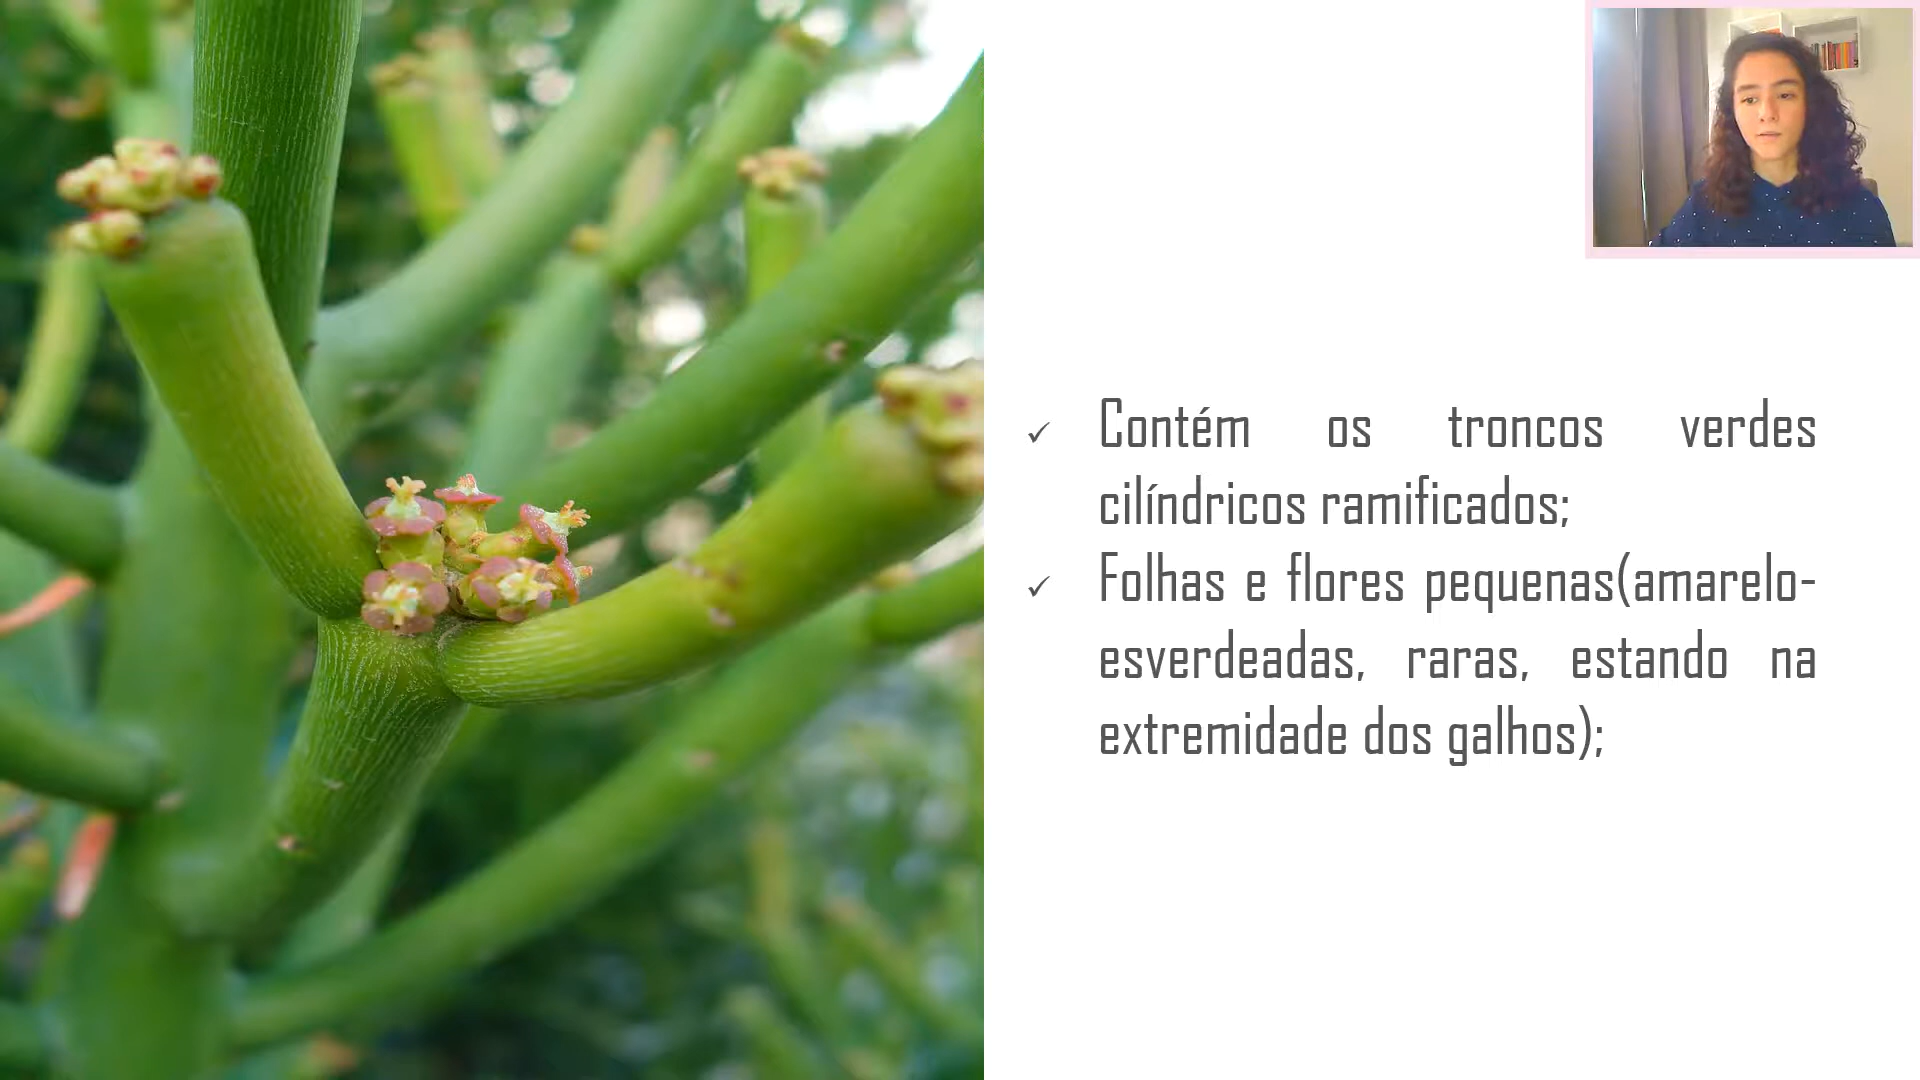 ✓ Contém os troncos verdes
cilíndricos ramificados;
✓ Folhas e flores pequenas(amarelo-
esverdeadas, raras, estando na
extremidade dos galhos);